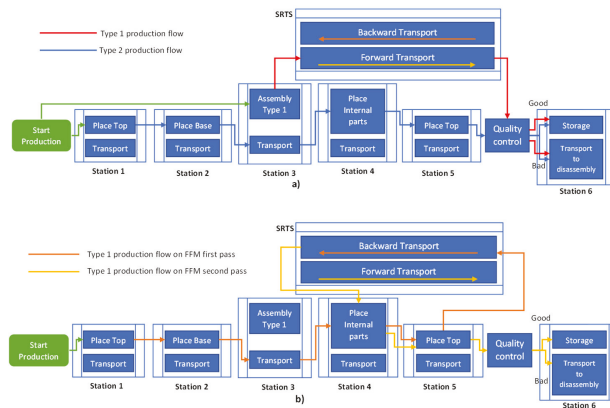 Type 1 production flow
Type 2 production flow
SRTS
Backward Transport
Forward Transport
Start
Production
Place Top
Transport
Station 1
Place Base
Transport
Station 2
Assembly
Type 1
Transport
Station 3
Place
Internal
parts
Transport
Station 4
Place Top
Transport
Station 5
Quality
control
Good
Bad
Storage
Transport
to
disassembly
Station 6
a)
Type 1 production flow on FFM first pass
Type 1 production flow on FFM second pass
SRTS
Backward Transport
Forward Transport
Start
Production
Place Top
Transport
Station 1
Place Base
Transport
Station 2
Assembly
Type 1
Transport
Station 3
Place
Internal
parts
Transport
Station 4
Place Top
Transport
Station 5
Quality
control
Good
Bad
Storage
Transport
to
disassembly
Station 6
b)